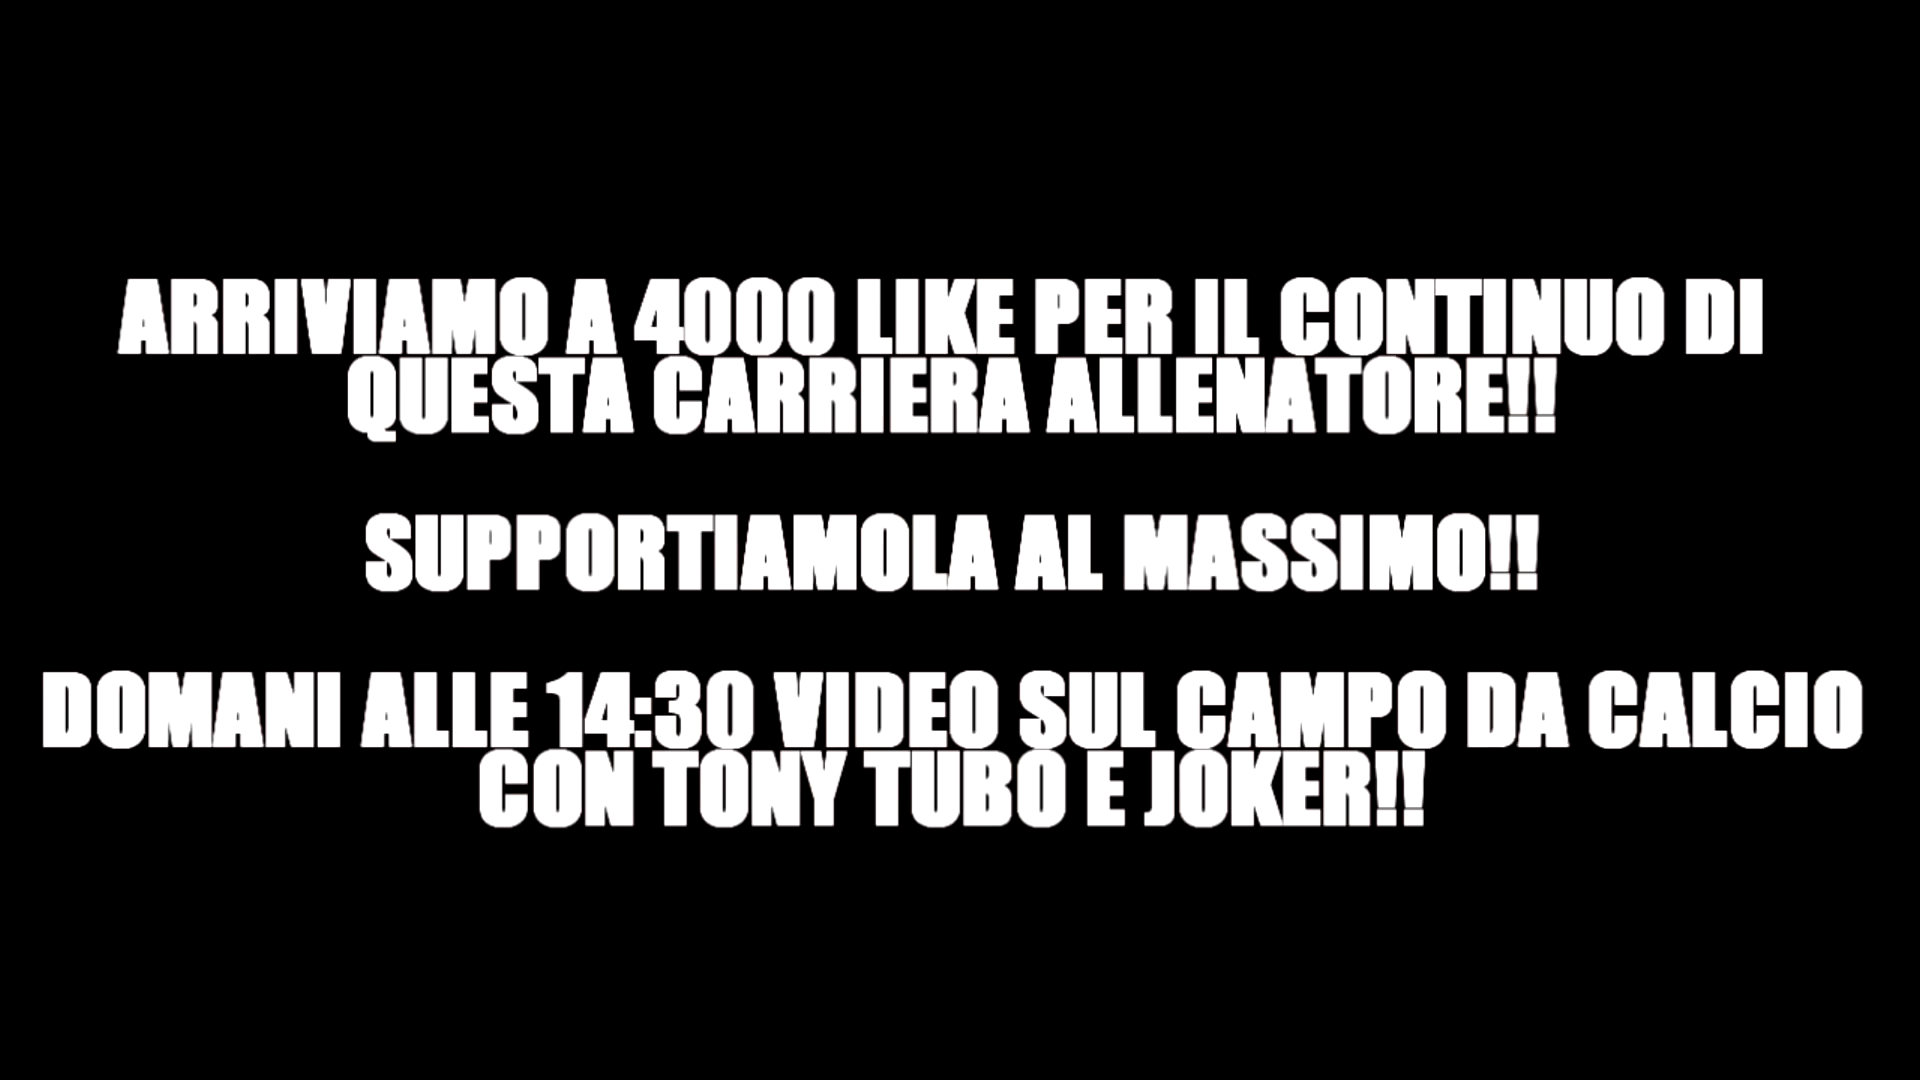 ARRIVIAMO A 4000 LIKE PER IL CONTINUO DI
QUESTA CARRIERA ALLENATORE!!
SUPPORTIAMOLA AL MASSIMO!!
DOMANI ALLE 14:30 VIDEO SUL CAMPO DA CALCIO
CON TONY TUBO E JOKER!!